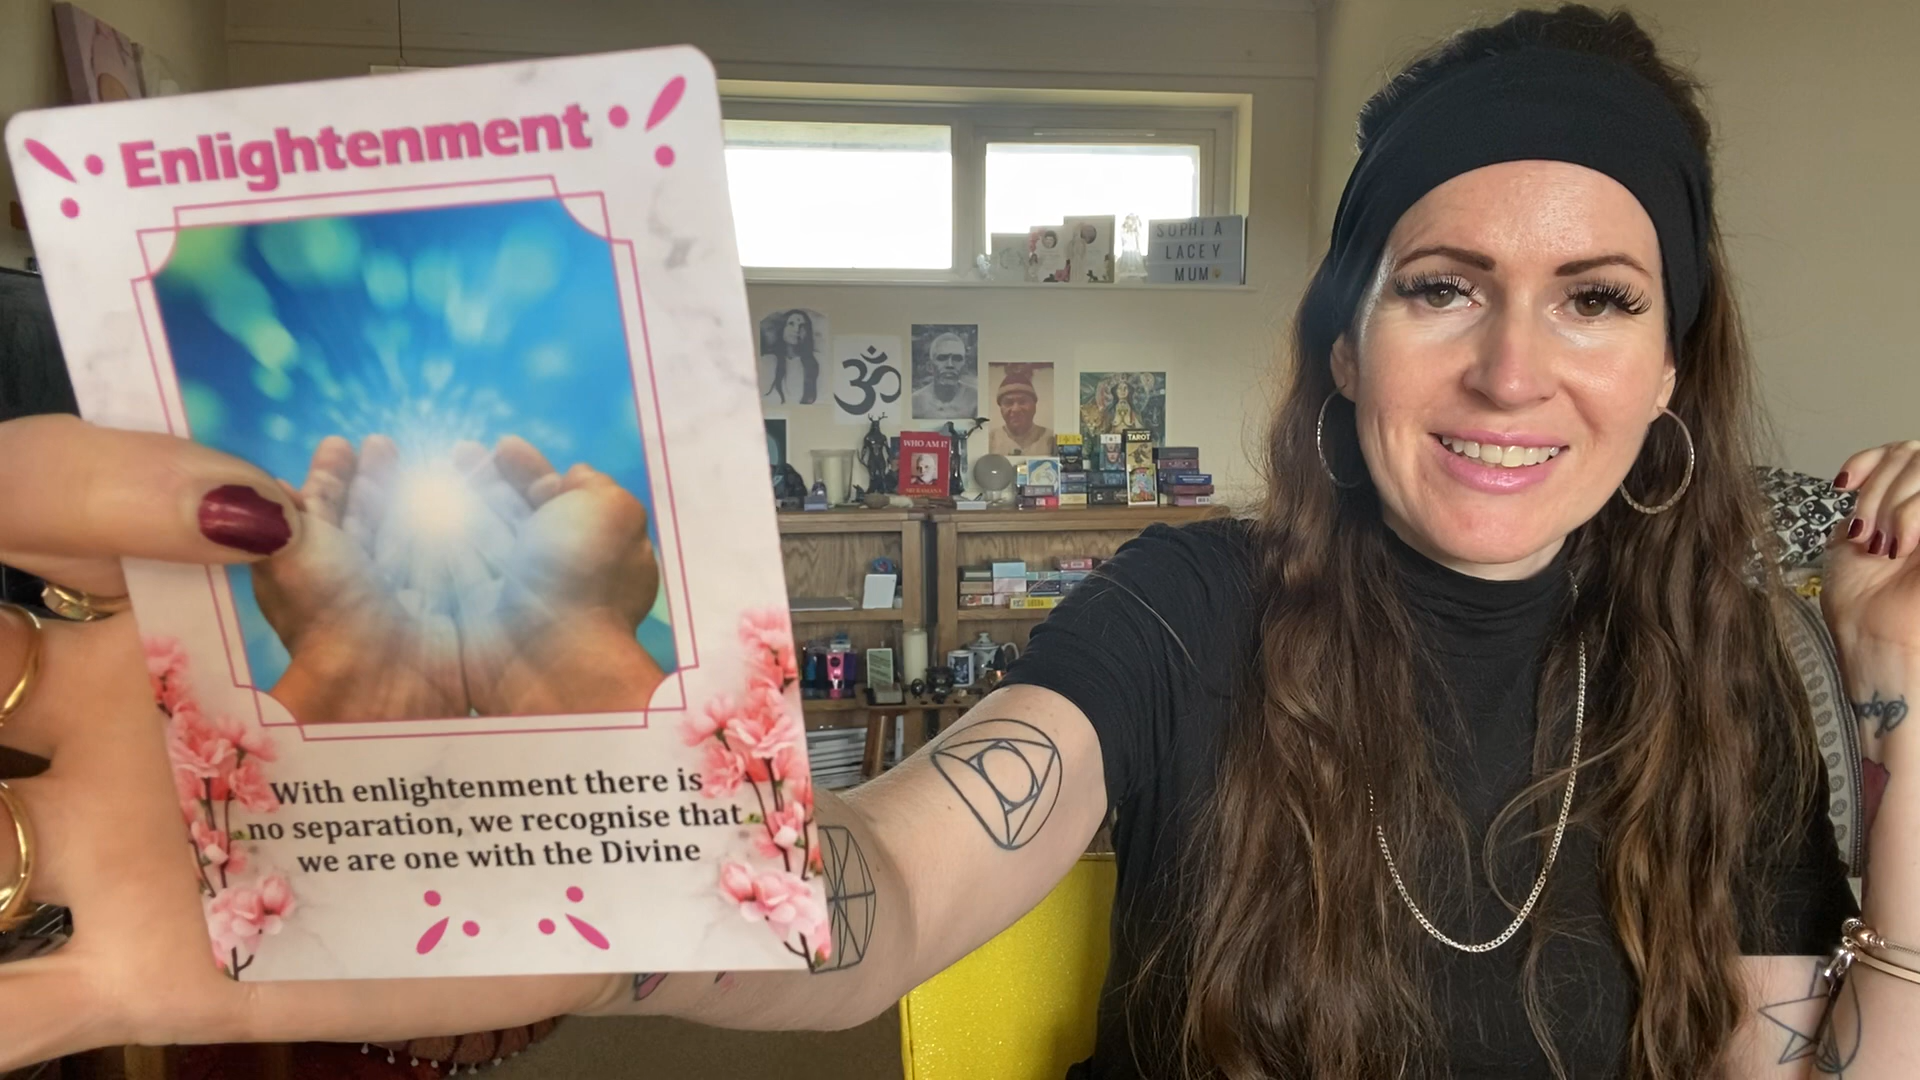 Enlightenment
With enlightenment there is
no separation, we recognise that
we are one with the Divine
SOPHIA
LACEY
MUM
ॐ
WHO AM I?
TAROT